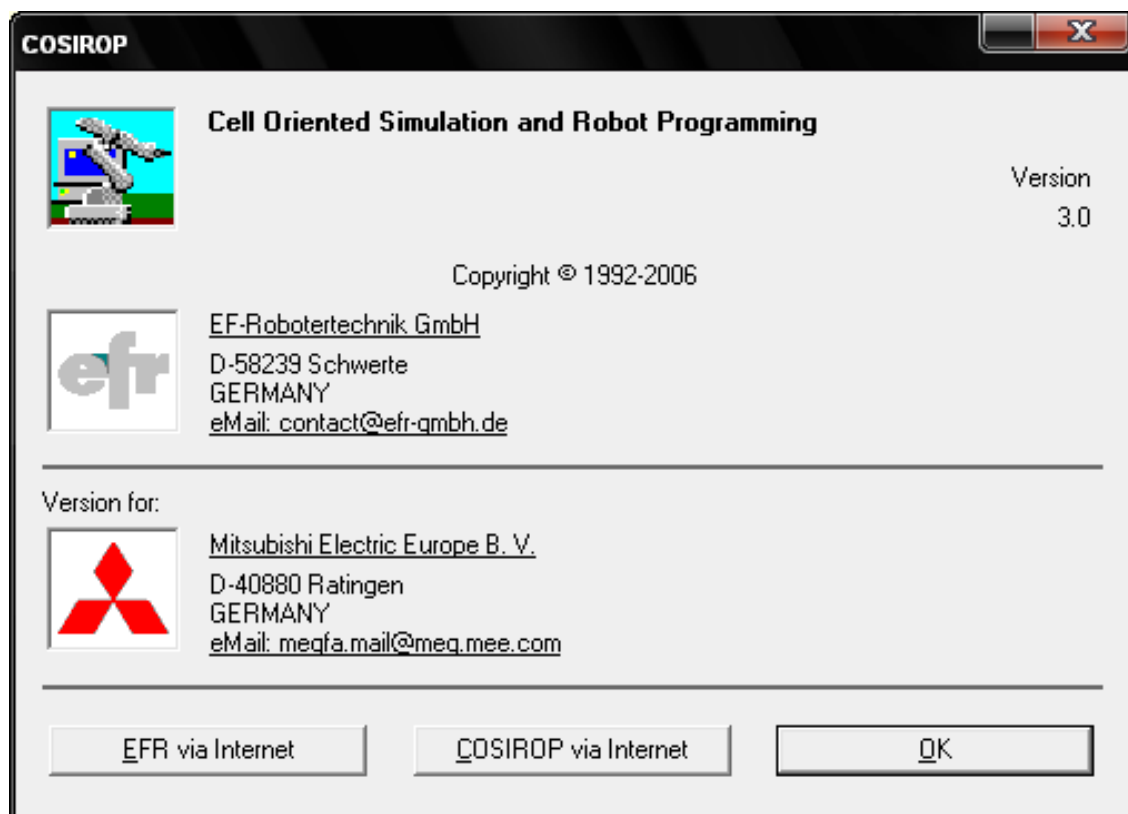 COSIROP
Cell Oriented Simulation and Robot Programming
Version
3.0
Copyright © 1992-2006
efr
EF-Robotertechnik GmbH
D-58239 Schwerte
GERMANY
eMail: contact@efr-gmbh.de
Version for:
Mitsubishi Electric Europe B. V.
D-40880 Ratingen
GERMANY
eMail: megfa.mail@meg.mee.com
EFR via Internet
COSIROP via Internet
OK